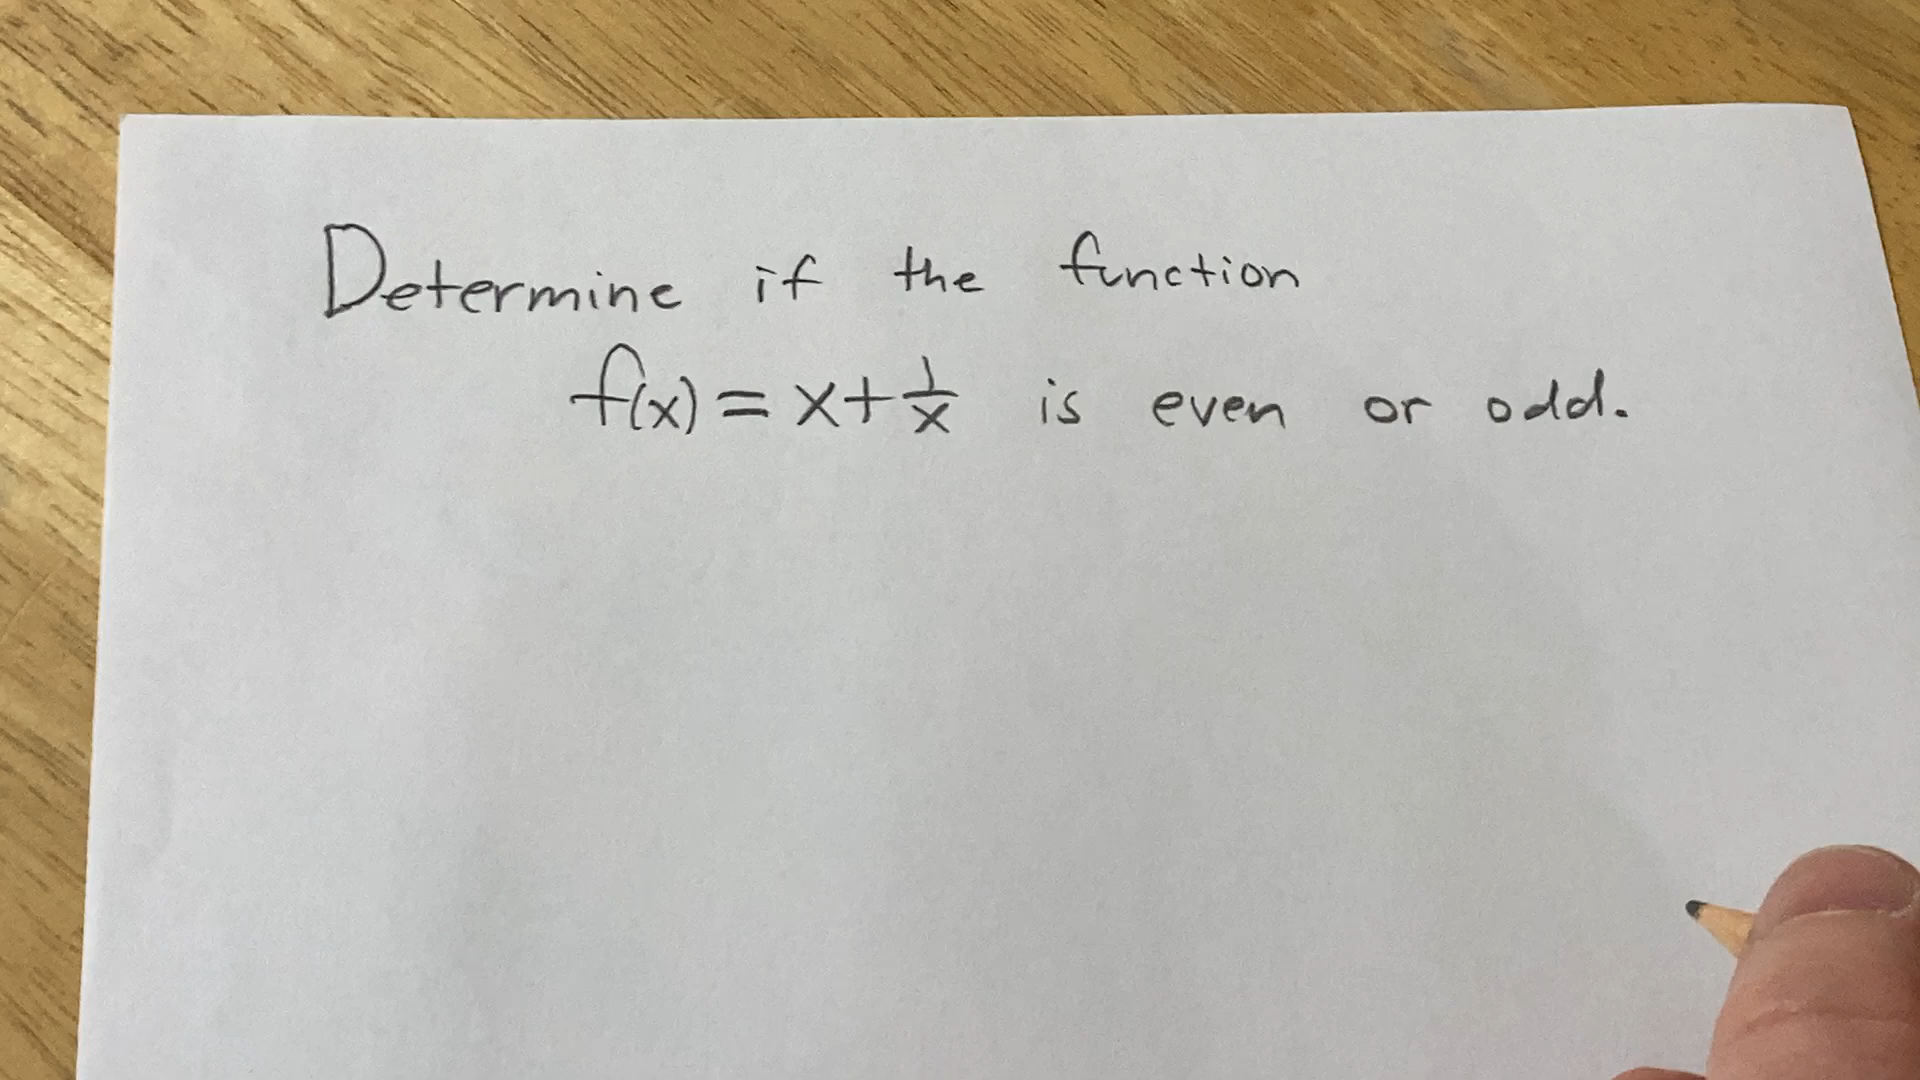 Determine if the function
f(x) = x + 1/x is even or odd.